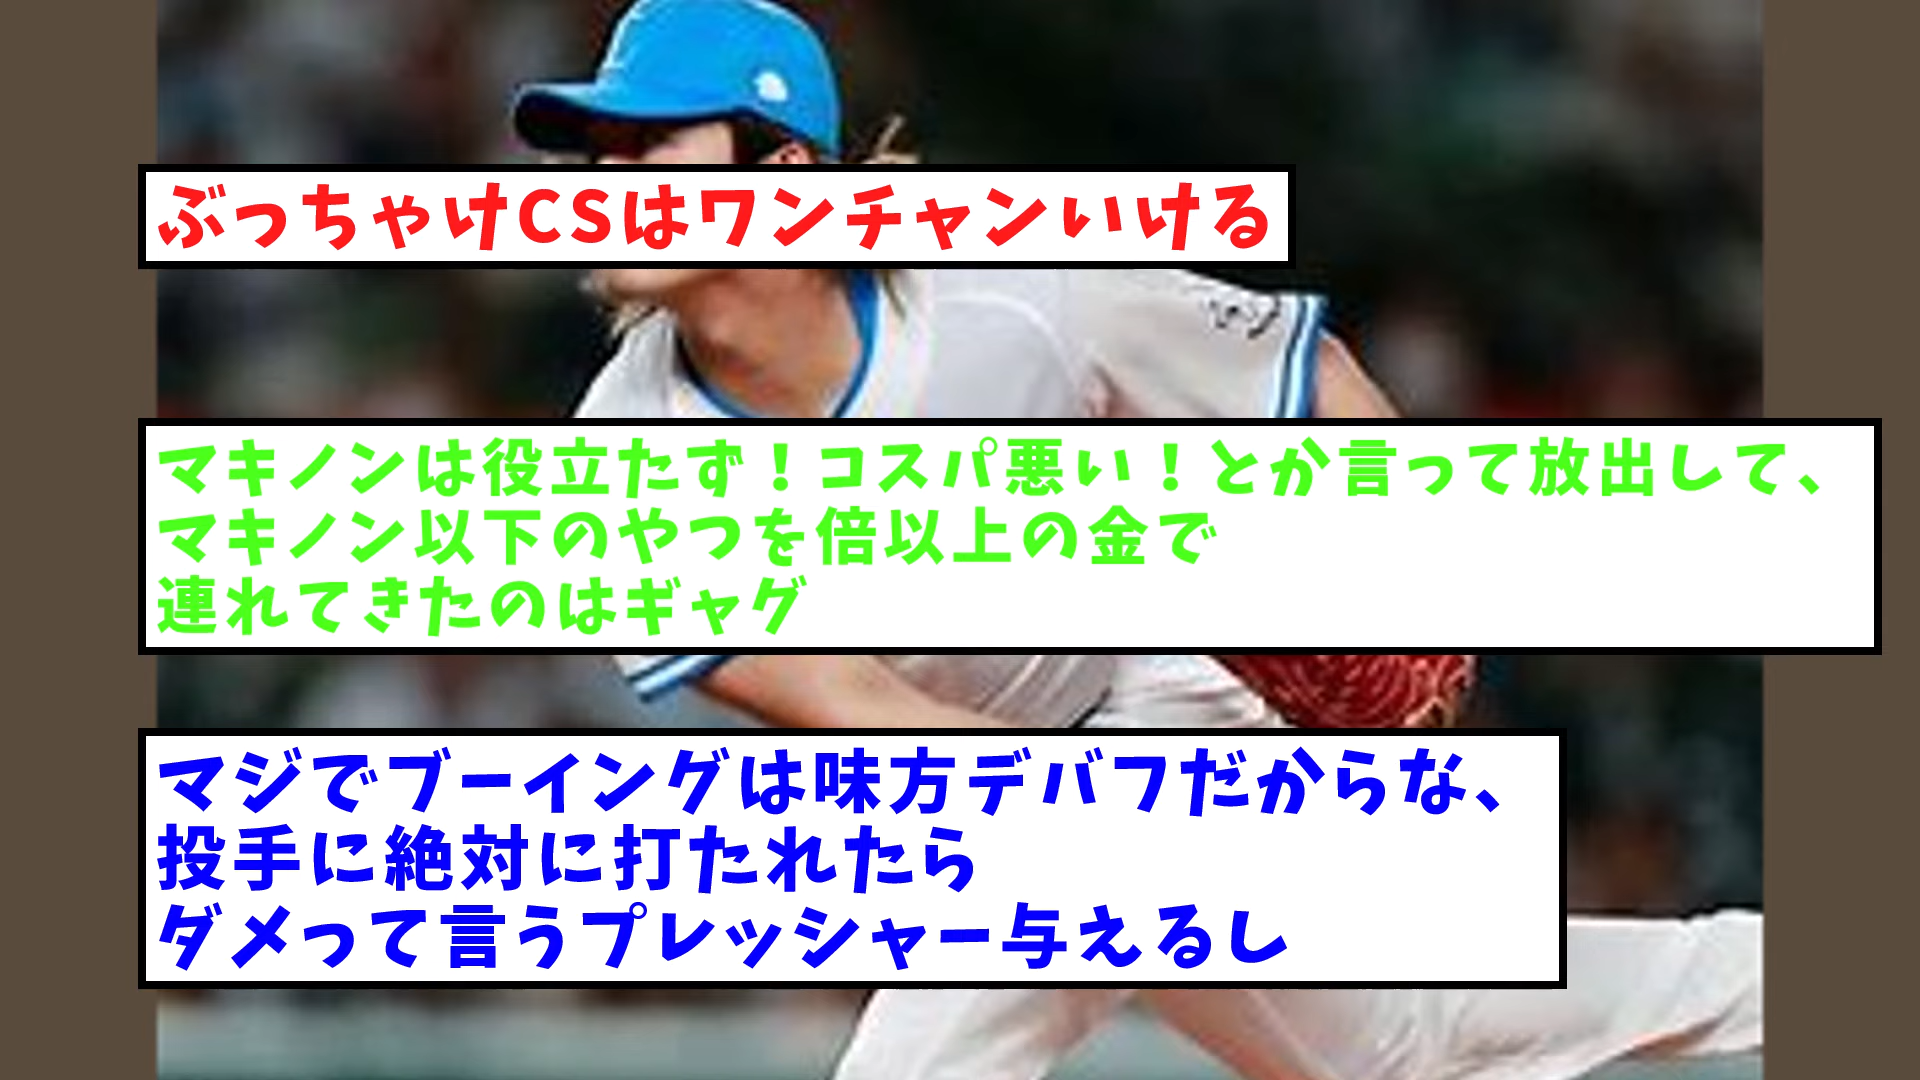 ぶっちゃけCSはワンチャンいける
マキノンは役立たず！コスパ悪い！とか言って放出して、
マキノン以下のやつを倍以上の金で
連れてきたのはギャグ
マジでブーイングは味方デバフだからな、
投手に絶対に打たれたら
ダメって言うプレッシャー与えるし